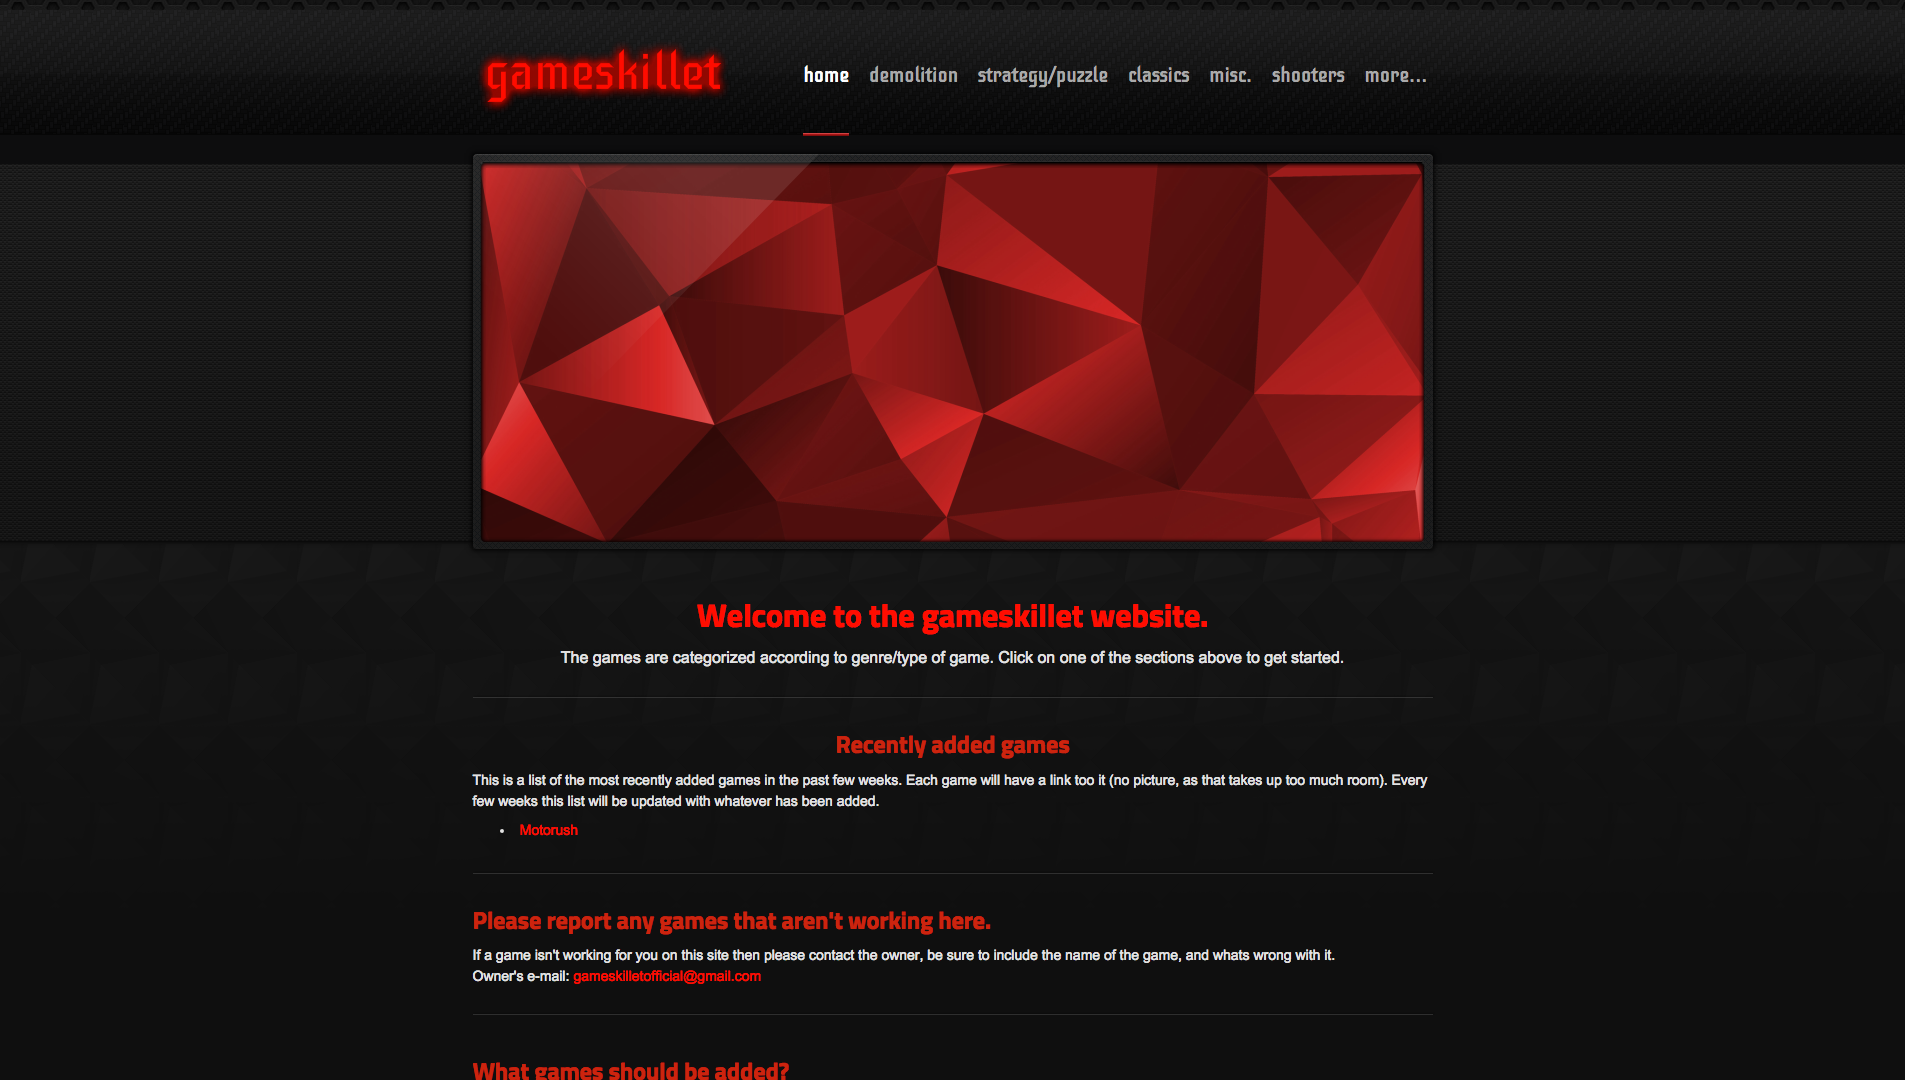 gameskillet
home demolition strategy/puzzle classics misc. shooters more...
Welcome to the gameskillet website.
The games are categorized according to genre/type of game. Click on one of the sections above to get started.
Recently added games
This is a list of the most recently added games in the past few weeks. Each game will have a link too it (no picture, as that takes up too much room). Every
few weeks this list will be updated with whatever has been added.
• Motorush
Please report any games that aren't working here.
If a game isn't working for you on this site then please contact the owner, be sure to include the name of the game, and whats wrong with it.
Owner's e-mail: gameskilletofficial@gmail.com
What games should be added?